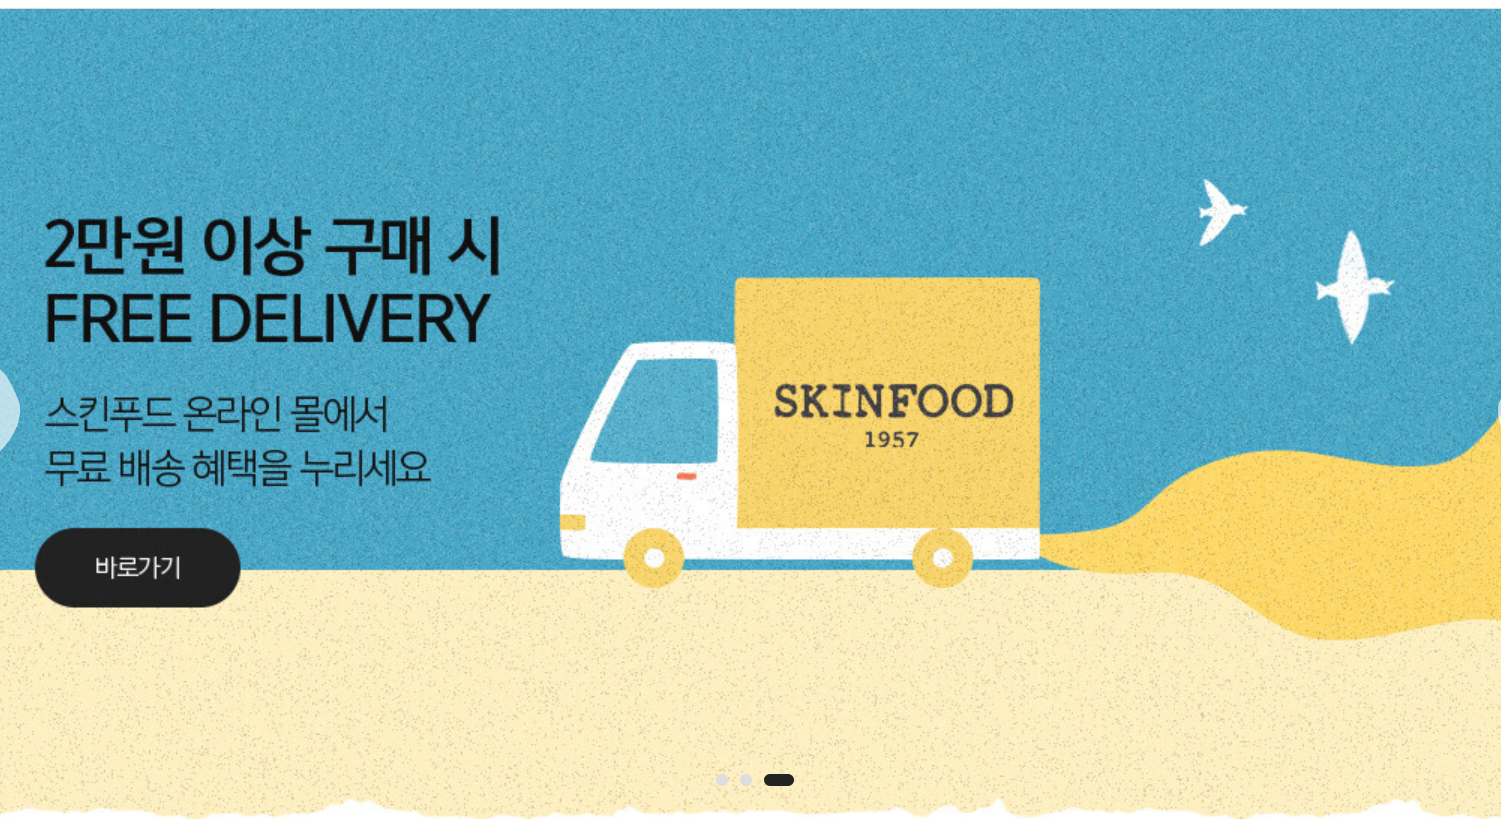 2만원 이상 구매 시
FREE DELIVERY
스킨푸드 온라인 몰에서
무료 배송 혜택을 누리세요
바로가기
SKINFOOD
1957